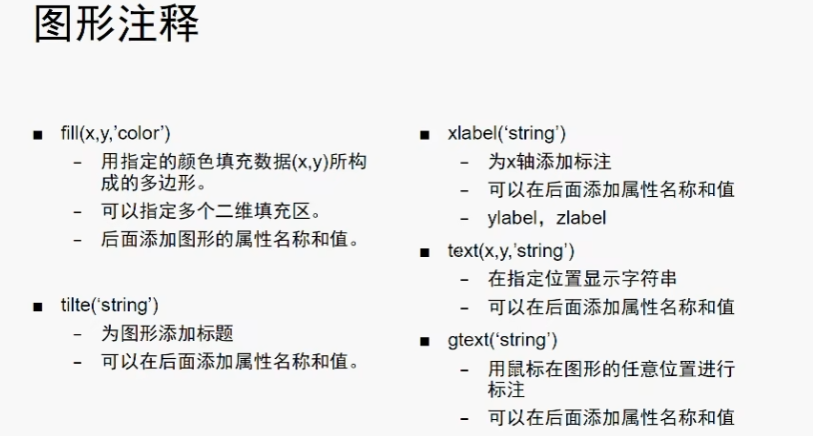 图形注释
■ fill(x,y,'color')
– 用指定的颜色填充数据(x,y)所构
成的多边形。
– 可以指定多个二维填充区。
– 后面添加图形的属性名称和值。
■ tilte('string')
– 为图形添加标题
– 可以在后面添加属性名称和值。
■ xlabel('string')
– 为x轴添加标注
– 可以在后面添加属性名称和值
– ylabel，zlabel
■ text(x,y,'string')
– 在指定位置显示字符串
– 可以在后面添加属性名称和值
■ gtext('string')
– 用鼠标在图形的任意位置进行
标注
– 可以在后面添加属性名称和值